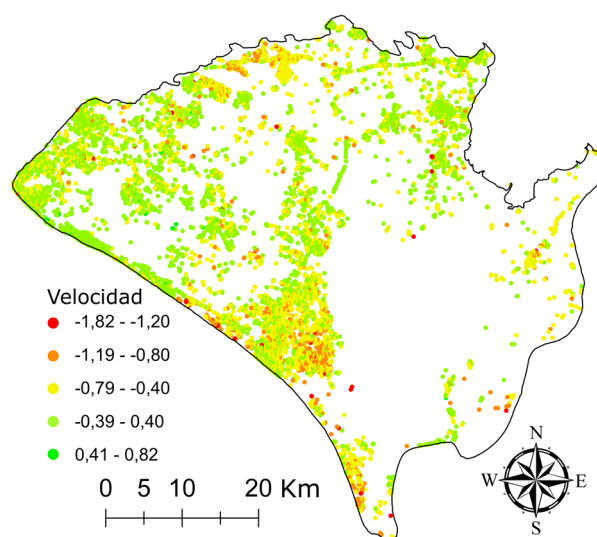 Velocidad
-1,82 - -1,20
-1,19 - -0,80
-0,79 - -0,40
-0,39 - 0,40
0,41 - 0,82
0 5 10 20 Km
N
W E
S